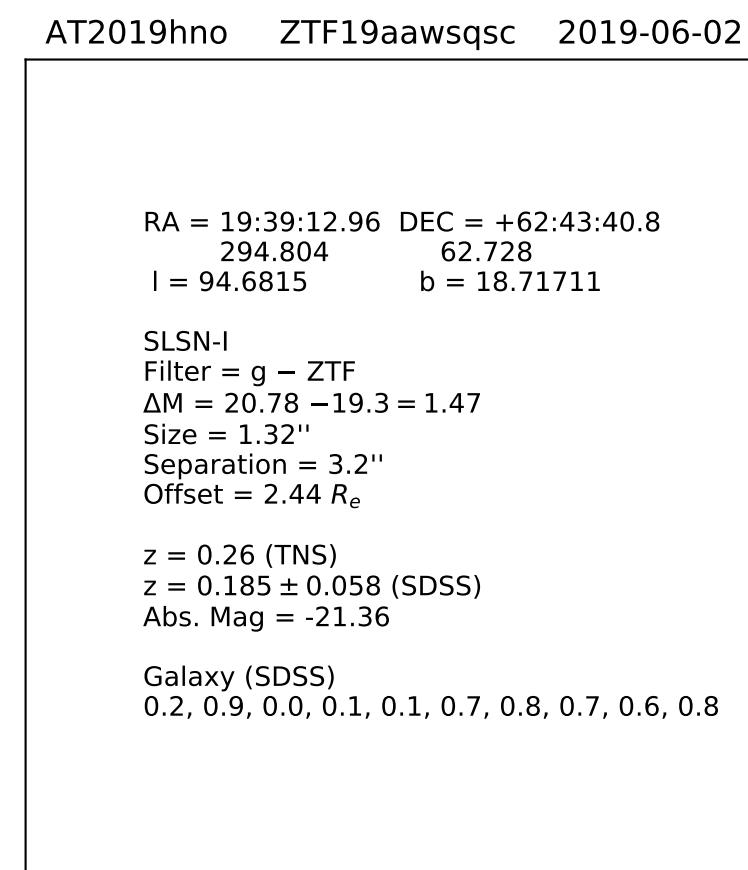 AT2019hno ZTF19aawsqsc 2019-06-02
RA = 19:39:12.96 DEC = +62:43:40.8
294.804 62.728
l = 94.6815 b = 18.71711
SLSN-I
Filter = g − ZTF
ΔM = 20.78 −19.3 = 1.47
Size = 1.32''
Separation = 3.2''
Offset = 2.44 Re
z = 0.26 (TNS)
z = 0.185 ± 0.058 (SDSS)
Abs. Mag = -21.36
Galaxy (SDSS)
0.2, 0.9, 0.0, 0.1, 0.1, 0.7, 0.8, 0.7, 0.6, 0.8